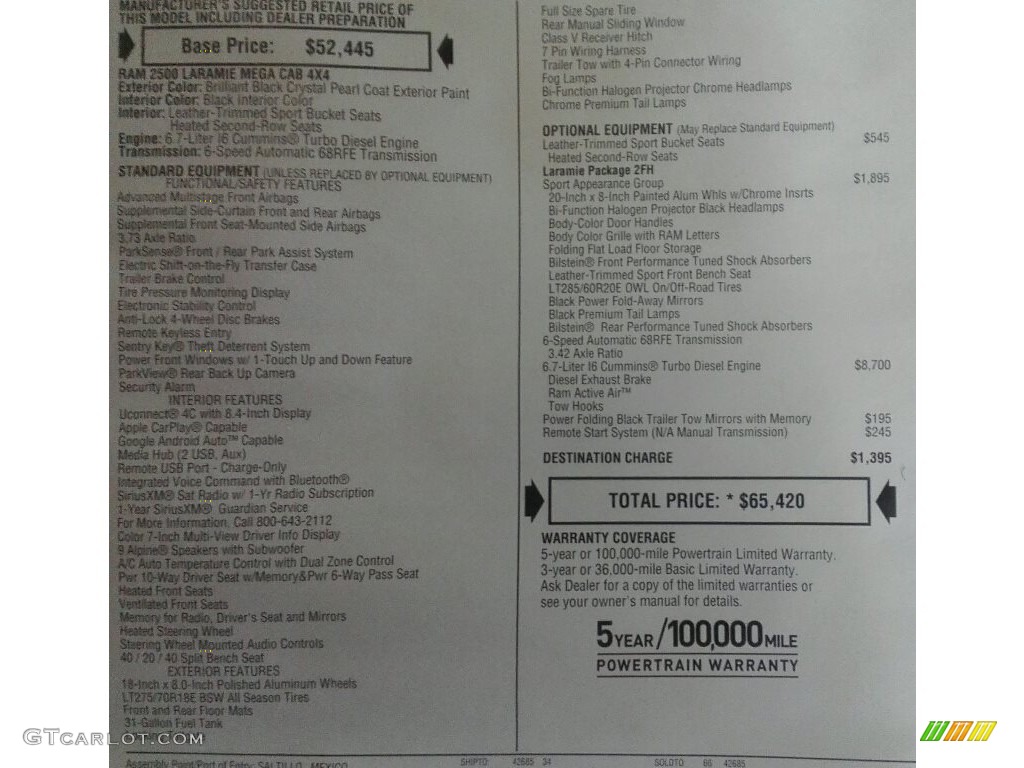 MANUFACTURER'S SUGGESTED RETAIL PRICE OF
THIS MODEL INCLUDING DEALER PREPARATION
Base Price: $52,445
RAM 2500 LARAMIE MEGA CAB 4X4
Exterior Color: Brilliant Black Crystal Pearl Coat Exterior Paint
Interior Color: Black Interior Color
Interior: Leather-Trimmed Sport Bucket Seats
Heated Second-Row Seats
Engine: 6.7-Liter I6 Cummins® Turbo Diesel Engine
Transmission: 6-Speed Automatic 68RFE Transmission
STANDARD EQUIPMENT (UNLESS REPLACED BY OPTIONAL EQUIPMENT)
FUNCTIONAL/SAFETY FEATURES
Advanced Multistage Front Airbags
Supplemental Side-Curtain Front and Rear Airbags
Supplemental Front Seat-Mounted Side Airbags
3.73 Axle Ratio
ParkSense® Front / Rear Park Assist System
Electric Shift-on-the-Fly Transfer Case
Trailer Brake Control
Tire Pressure Monitoring Display
Electronic Stability Control
Anti-Lock 4-Wheel Disc Brakes
Remote Keyless Entry
Sentry Key® Theft Deterrent System
Power Front Windows w/ 1-Touch Up and Down Feature
ParkView® Rear Back Up Camera
Security Alarm
INTERIOR FEATURES
Uconnect® 4C with 8.4-Inch Display
Apple CarPlay® Capable
Google Android Auto™ Capable
Media Hub (2 USB, Aux)
Remote USB Port - Charge-Only
Integrated Voice Command with Bluetooth®
SiriusXM® Sat Radio w/ 1-Yr Radio Subscription
1-Year SiriusXM® Guardian Service
For More Information, Call 800-643-2112
Color 7-Inch Multi-View Driver Info Display
9 Alpine® Speakers with Subwoofer
A/C Auto Temperature Control with Dual Zone Control
Pwr 10-Way Driver Seat w/Memory&Pwr 6-Way Pass Seat
Heated Front Seats
Ventilated Front Seats
Memory for Radio, Driver's Seat and Mirrors
Heated Steering Wheel
Steering Wheel Mounted Audio Controls
40 / 20 / 40 Split Bench Seat
EXTERIOR FEATURES
18-Inch x 8.0-Inch Polished Aluminum Wheels
LT275/70R18E BSW All Season Tires
Front and Rear Floor Mats
31-Gallon Fuel Tank
GTCARLOT.COM
Assembly Point/Port of Entry: SALTILLO, MEXICO
Full Size Spare Tire
Rear Manual Sliding Window
Class V Receiver Hitch
7 Pin Wiring Harness
Trailer Tow with 4-Pin Connector Wiring
Fog Lamps
Bi-Function Halogen Projector Chrome Headlamps
Chrome Premium Tail Lamps
OPTIONAL EQUIPMENT (May Replace Standard Equipment)
Leather-Trimmed Sport Bucket Seats $545
Heated Second-Row Seats
Laramie Package 2FH
Sport Appearance Group $1,895
20-Inch x 8-Inch Painted Alum Whls w/Chrome Insrts
Bi-Function Halogen Projector Black Headlamps
Body-Color Door Handles
Body Color Grille with RAM Letters
Folding Flat Load Floor Storage
Bilstein® Front Performance Tuned Shock Absorbers
Leather-Trimmed Sport Front Bench Seat
LT285/60R20E OWL On/Off-Road Tires
Black Power Fold-Away Mirrors
Black Premium Tail Lamps
Bilstein® Rear Performance Tuned Shock Absorbers
6-Speed Automatic 68RFE Transmission
3.42 Axle Ratio
6.7-Liter I6 Cummins® Turbo Diesel Engine $8,700
Diesel Exhaust Brake
Ram Active Air™
Tow Hooks
Power Folding Black Trailer Tow Mirrors with Memory $195
Remote Start System (N/A Manual Transmission) $245
DESTINATION CHARGE $1,395
TOTAL PRICE: * $65,420
WARRANTY COVERAGE
5-year or 100,000-mile Powertrain Limited Warranty.
3-year or 36,000-mile Basic Limited Warranty.
Ask Dealer for a copy of the limited warranties or
see your owner's manual for details.
5YEAR/100,000MILE
POWERTRAIN WARRANTY
SHIPTO: 42685 34 SOLDTO: 66 42685